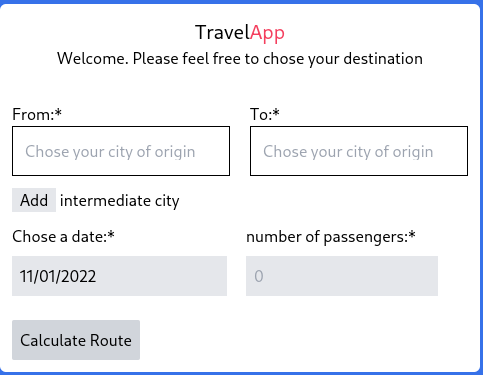 TravelApp
Welcome. Please feel free to chose your destination
From:* To:*
Chose your city of origin Chose your city of origin
Add intermediate city
Chose a date:* number of passengers:*
11/01/2022 0
Calculate Route